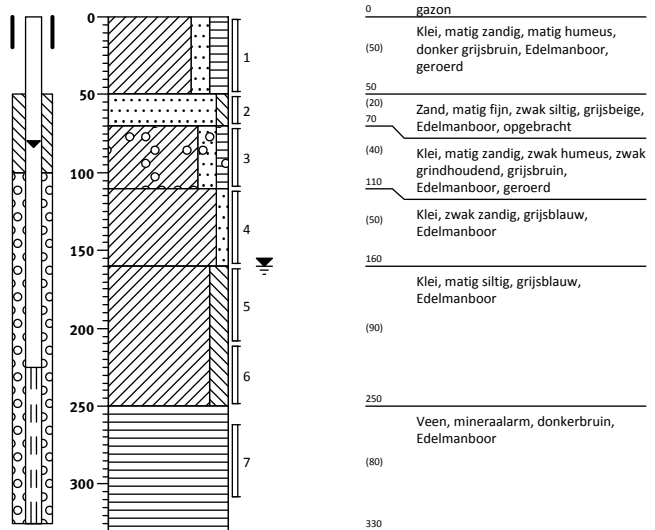 0
50
100
150
200
250
300
1
2
3
4
5
6
7
0
gazon
(50)
Klei, matig zandig, matig humeus,
donker grijsbruin, Edelmanboor,
geroerd
50
(20)
Zand, matig fijn, zwak siltig, grijsbeige,
Edelmanboor, opgebracht
70
(40)
Klei, matig zandig, zwak humeus, zwak
grindhoudend, grijsbruin,
Edelmanboor, geroerd
110
(50)
Klei, zwak zandig, grijsblauw,
Edelmanboor
160
Klei, matig siltig, grijsblauw,
Edelmanboor
(90)
250
Veen, mineraalarm, donkerbruin,
Edelmanboor
(80)
330